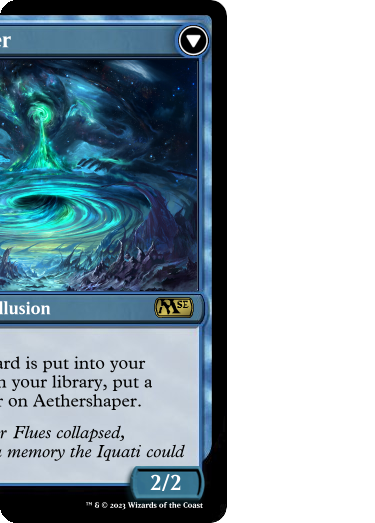 er
llusion
MSE
ard is put into your
n your library, put a
r on Aethershaper.
r Flues collapsed,
a memory the Iquati could
2/2
™ & © 2023 Wizards of the Coast